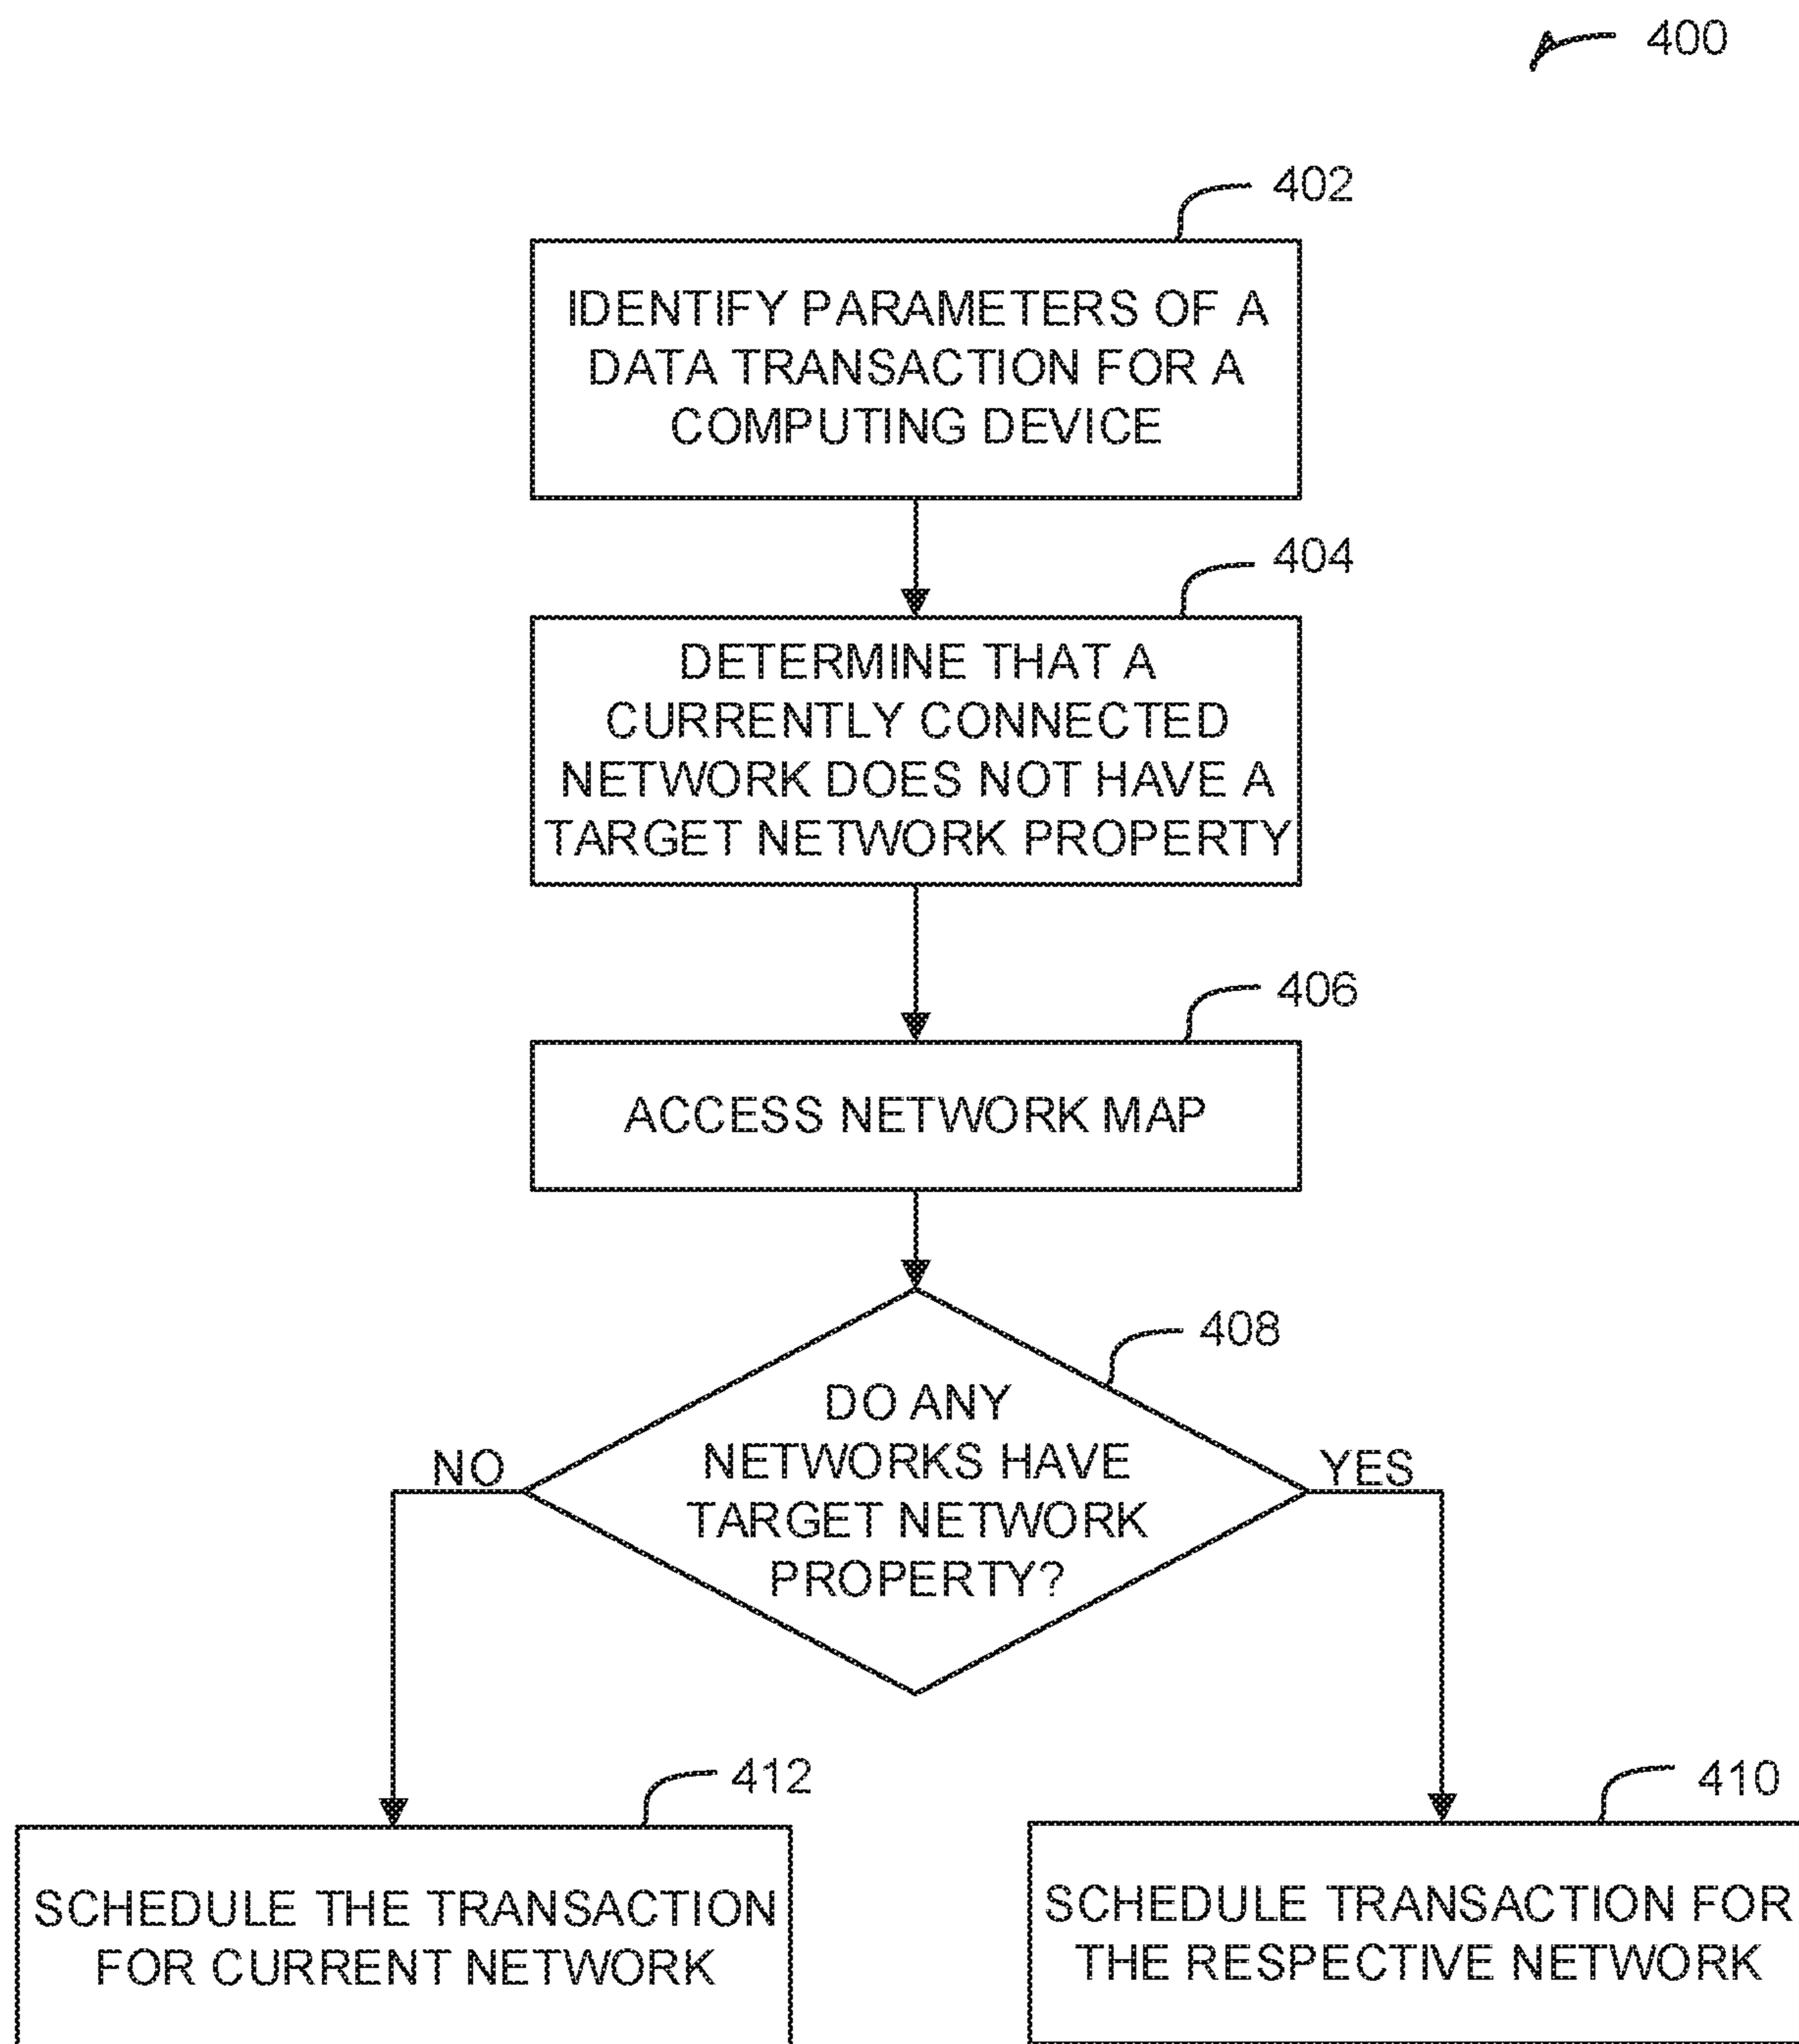 400
402
IDENTIFY PARAMETERS OF A
DATA TRANSACTION FOR A
COMPUTING DEVICE
404
DETERMINE THAT A
CURRENTLY CONNECTED
NETWORK DOES NOT HAVE A
TARGET NETWORK PROPERTY
406
ACCESS NETWORK MAP
408
DO ANY
NETWORKS HAVE
TARGET NETWORK
PROPERTY?
NO
YES
412
SCHEDULE THE TRANSACTION
FOR CURRENT NETWORK
410
SCHEDULE TRANSACTION FOR
THE RESPECTIVE NETWORK